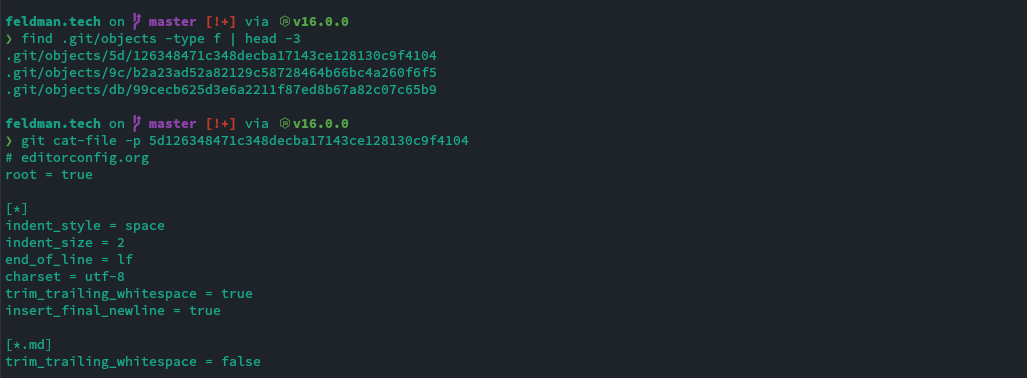 feldman.tech on master [!+] via v16.0.0
❯ find .git/objects -type f | head -3
.git/objects/5d/126348471c348decba17143ce128130c9f4104
.git/objects/9c/b2a23ad52a82129c58728464b66bc4a260f6f5
.git/objects/db/99cecb625d3e6a2211f87ed8b67a82c07c65b9
feldman.tech on master [!+] via v16.0.0
❯ git cat-file -p 5d126348471c348decba17143ce128130c9f4104
# editorconfig.org
root = true
[*]
indent_style = space
indent_size = 2
end_of_line = lf
charset = utf-8
trim_trailing_whitespace = true
insert_final_newline = true
[*.md]
trim_trailing_whitespace = false